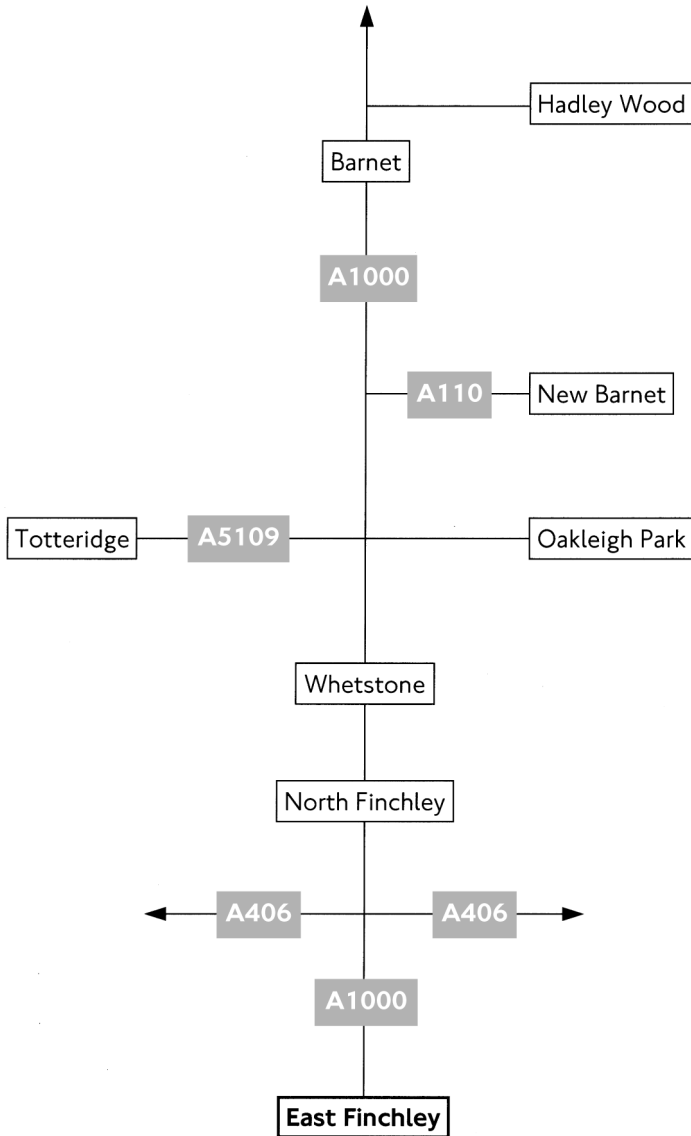 Hadley Wood
Barnet
A1000
A110
New Barnet
Totteridge
A5109
Oakleigh Park
Whetstone
North Finchley
A406
A406
A1000
East Finchley